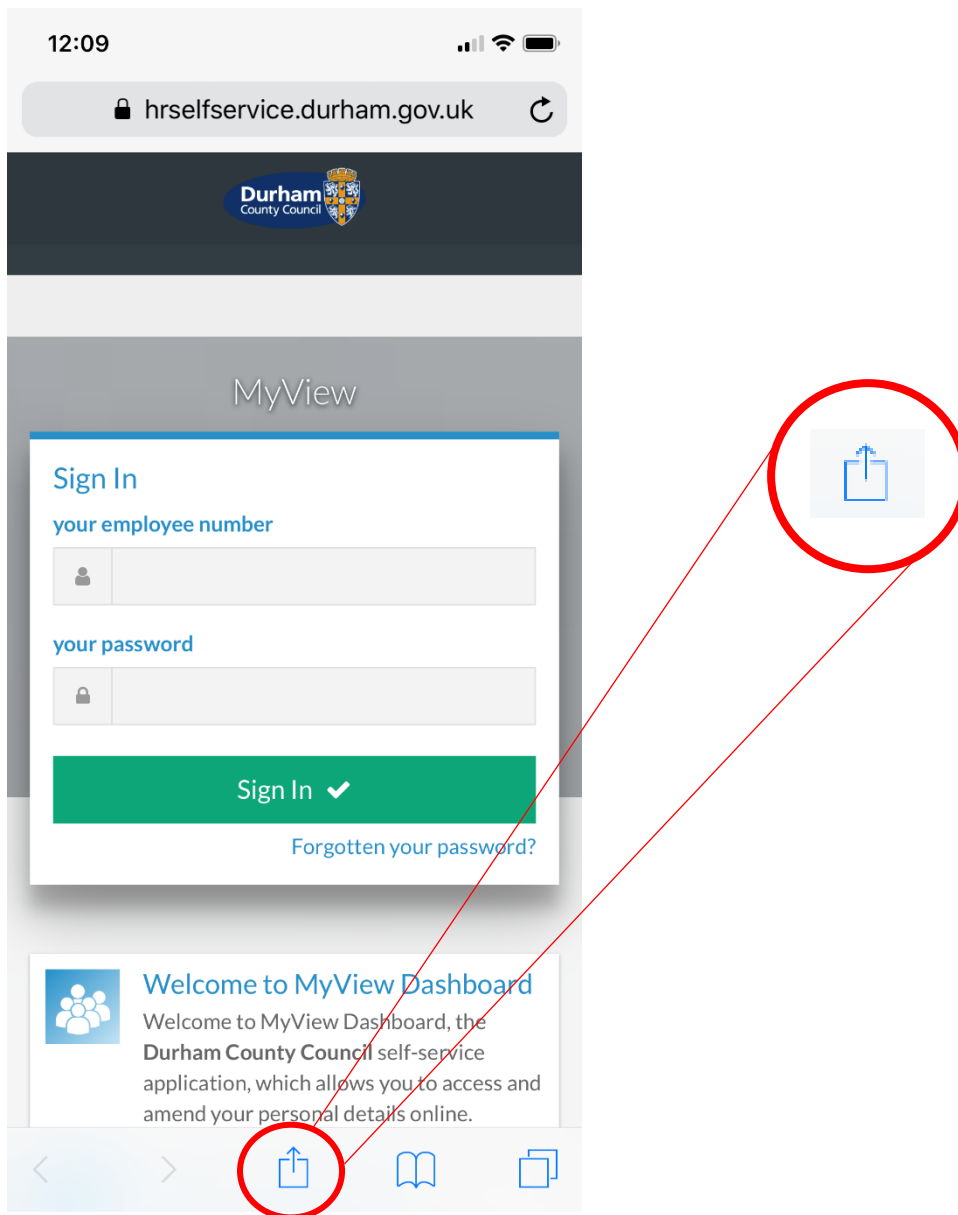 12:09
hrselfservice.durham.gov.uk
Durham
County Council
MyView
Sign In
your employee number
your password
Sign In
Forgotten your password?
Welcome to MyView Dashboard
Welcome to MyView Dashboard, the
Durham County Council self-service
application, which allows you to access and
amend your personal details online.